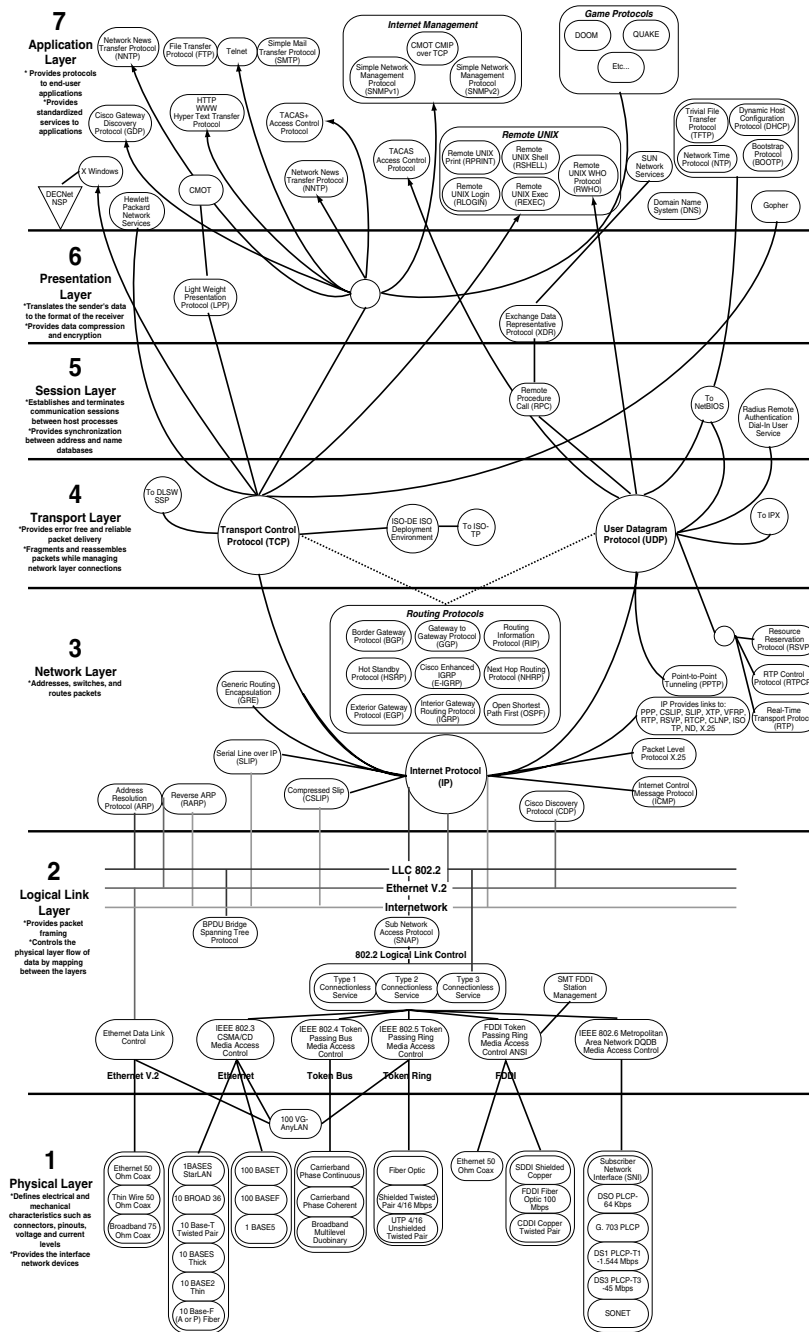 7
Application
Layer
* Provides protocols
to end-user
applications
*Provides
standardized
services to
applications
Network News
Transfer Protocol
(NNTP)
File Transfer
Protocol (FTP)
Telnet
Simple Mail
Transfer Protocol
(SMTP)
Internet Management
CMOT CMIP
over TCP
Simple Network
Management
Protocol
(SNMPv1)
Simple Network
Management
Protocol
(SNMPv2)
Game Protocols
DOOM
QUAKE
Etc...
Cisco Gateway
Discovery
Protocol (GDP)
HTTP
WWW
Hyper Text Transfer
Protocol
TACAS+
Access Control
Protocol
TACAS
Access Control
Protocol
Remote UNIX
Remote UNIX
Print (RPRINT)
Remote
UNIX Shell
(RSHELL)
Remote
UNIX WHO
Protocol
(RWHO)
Remote
UNIX Login
(RLOGIN)
Remote
UNIX Exec
(REXEC)
SUN
Network
Services
Trivial File
Transfer
Protocol
(TFTP)
Dynamic Host
Configuration
Protocol (DHCP)
Network Time
Protocol (NTP)
Bootstrap
Protocol
(BOOTP)
X Windows
DECNet
NSP
Hewlett
Packard
Network
Services
CMOT
Network News
Transfer Protocol
(NNTP)
Domain Name
System (DNS)
Gopher
6
Presentation
Layer
*Translates the sender's data
to the format of the receiver
*Provides data compression
and encryption
Light Weight
Presentation
Protocol (LPP)
Exchange Data
Representative
Protocol (XDR)
5
Session Layer
*Establishes and terminates
communication sessions
between host processes
*Provides synchronization
between address and name
databases
Remote
Procedure
Call (RPC)
To
NetBIOS
Radius Remote
Authentication
Dial-In User
Service
4
Transport Layer
*Provides error free and reliable
packet delivery
*Fragments and reassembles
packets while managing
network layer connections
To DLSW
SSP
Transport Control
Protocol (TCP)
ISO-DE ISO
Deployment
Environment
To ISO-
TP
User Datagram
Protocol (UDP)
To IPX
3
Network Layer
*Addresses, switches, and
routes packets
Routing Protocols
Border Gateway
Protocol (BGP)
Gateway to
Gateway Protocol
(GGP)
Routing
Information
Protocol (RIP)
Hot Standby
Protocol (HSRP)
Cisco Enhanced
IGRP
(E-IGRP)
Next Hop Routing
Protocol (NHRP)
Exterior Gateway
Protocol (EGP)
Interior Gateway
Routing Protocol
(IGRP)
Open Shortest
Path First (OSPF)
Resource
Reservation
Protocol (RSVP)
Point-to-Point
Tunneling (PPTP)
RTP Control
Protocol (RTPCP)
Generic Routing
Encapsulation
(GRE)
IP Provides links to:
PPP, CSLIP, SLIP, XTP, VFRP,
RTP, RSVP, RTCP, CLNP, ISO
TP, ND, X.25
Real-Time
Transport Protocol
(RTP)
Serial Line over IP
(SLIP)
Packet Level
Protocol X.25
Internet Protocol
(IP)
Address
Resolution
Protocol (ARP)
Reverse ARP
(RARP)
Compressed Slip
(CSLIP)
Cisco Discovery
Protocol (CDP)
Internet Control
Message Protocol
(ICMP)
2
Logical Link
Layer
*Provides packet
framing
*Controls the
physical layer flow of
data by mapping
between the layers
LLC 802.2
Ethernet V.2
Internetwork
BPDU Bridge
Spanning Tree
Protocol
Sub Network
Access Protocol
(SNAP)
802.2 Logical Link Control
Type 1
Connectionless
Service
Type 2
Connectionless
Service
Type 3
Connectionless
Service
SMT FDDI
Station
Management
Ethernet Data Link
Control
IEEE 802.3
CSMA/CD
Media Access
Control
IEEE 802.4 Token
Passing Bus
Media Access
Control
IEEE 802.5 Token
Passing Ring
Media Access
Control
FDDI Token
Passing Ring
Media Access
Control ANSI
IEEE 802.6 Metropolitan
Area Network DQDB
Media Access Control
Ethernet V.2
Ethernet
Token Bus
Token Ring
FDDI
100 VG-
AnyLAN
1
Physical Layer
*Defines electrical and
mechanical
characteristics such as
connectors, pinouts,
voltage and current
levels
*Provides the interface
network devices
Ethernet 50
Ohm Coax
Thin Wire 50
Ohm Coax
Broadband 75
Ohm Coax
1BASE5
StarLAN
10 BROAD 36
10 Base-T
Twisted Pair
10 BASE5
Thick
10 BASE2
Thin
10 Base-F
(A or P) Fiber
100 BASET
100 BASEF
1 BASE5
Carrierband
Phase Continuous
Carrierband
Phase Coherent
Broadband
Multilevel
Duobinary
Fiber Optic
Shielded Twisted
Pair 4/16 Mbps
UTP 4/16
Unshielded
Twisted Pair
Ethernet 50
Ohm Coax
SDDI Shielded
Copper
FDDI Fiber
Optic 100
Mbps
CDDI Copper
Twisted Pair
Subscriber
Network
Interface (SNI)
DSO PLCP-
64 Kbps
G. 703 PLCP
DS1 PLCP-T1
-1.544 Mbps
DS3 PLCP-T3
-45 Mbps
SONET